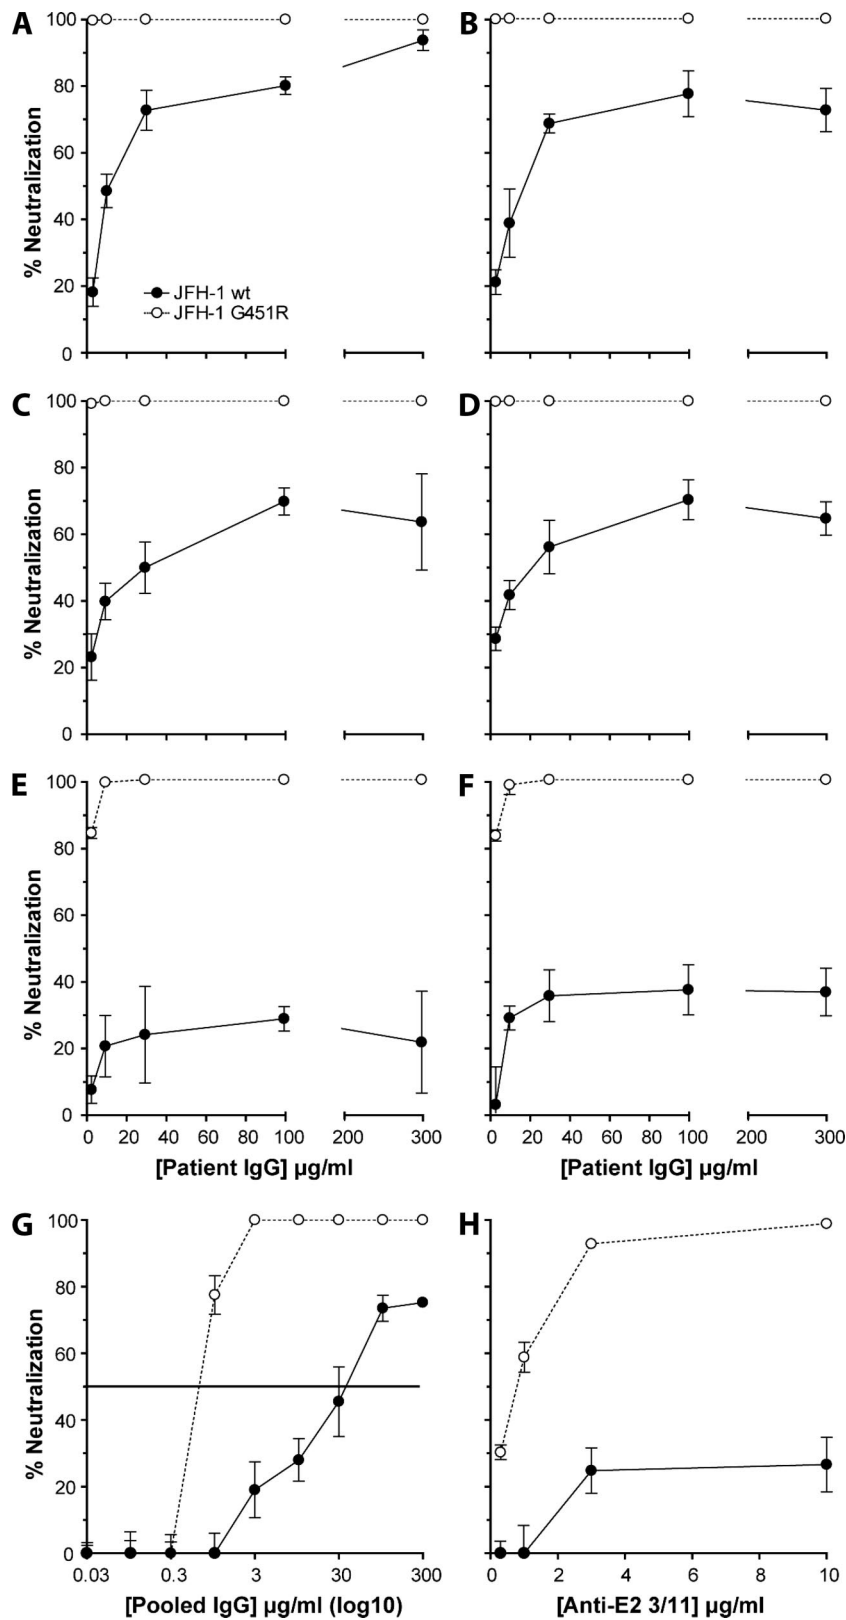 A
B
% Neutralization
100
80
60
40
20
0
JFH-1 wt
JFH-1 G451R
C
D
% Neutralization
100
80
60
40
20
0
E
F
% Neutralization
100
80
60
40
20
0
0 20 40 60 80 100 200 300
0 20 40 60 80 100 200 300
[Patient IgG] µg/ml
[Patient IgG] µg/ml
G
H
% Neutralization
100
80
60
40
20
0
0.03 0.3 3 30 300
0 2 4 6 8 10
[Pooled IgG] µg/ml (log10)
[Anti-E2 3/11] µg/ml